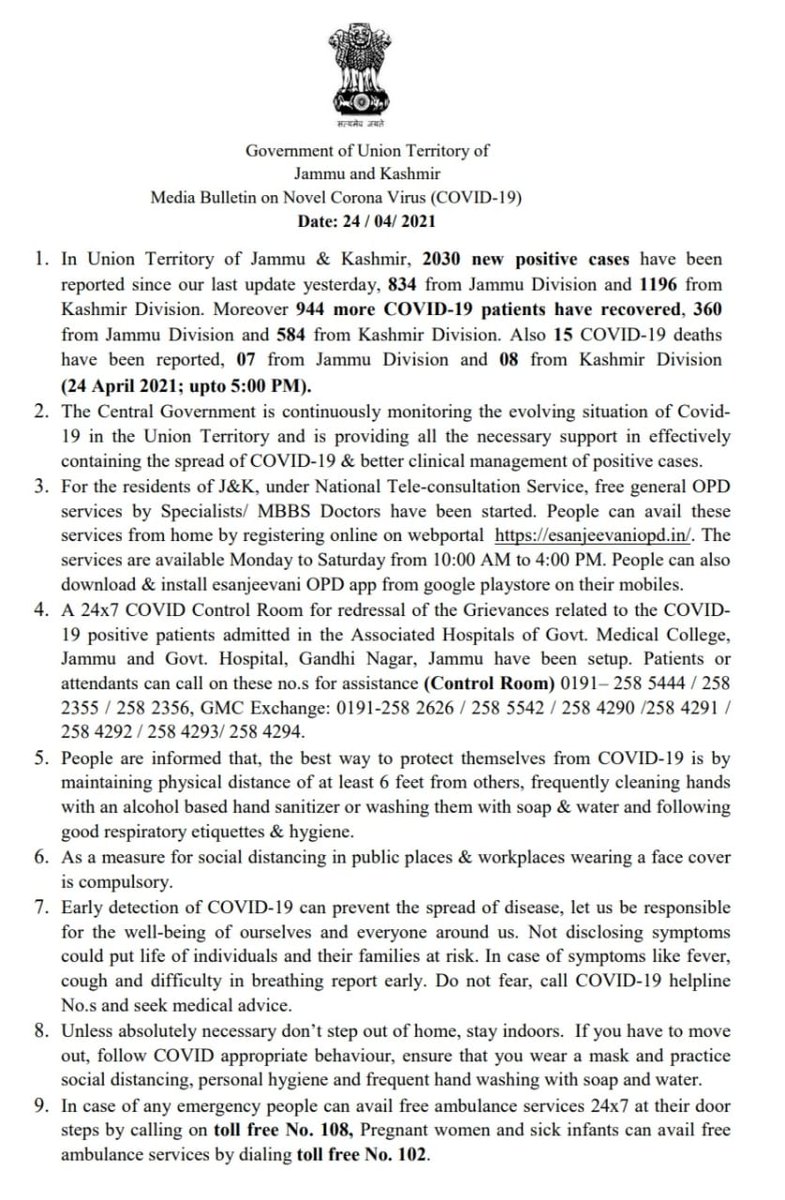 सत्यमेव जयते
Government of Union Territory of
Jammu and Kashmir
Media Bulletin on Novel Corona Virus (COVID-19)
Date: 24 / 04/ 2021
1. In Union Territory of Jammu & Kashmir, 2030 new positive cases have been
reported since our last update yesterday, 834 from Jammu Division and 1196 from
Kashmir Division. Moreover 944 more COVID-19 patients have recovered, 360
from Jammu Division and 584 from Kashmir Division. Also 15 COVID-19 deaths
have been reported, 07 from Jammu Division and 08 from Kashmir Division
(24 April 2021; upto 5:00 PM).
2. The Central Government is continuously monitoring the evolving situation of Covid-
19 in the Union Territory and is providing all the necessary support in effectively
containing the spread of COVID-19 & better clinical management of positive cases.
3. For the residents of J&K, under National Tele-consultation Service, free general OPD
services by Specialists/ MBBS Doctors have been started. People can avail these
services from home by registering online on webportal https://esanjeevaniopd.in/. The
services are available Monday to Saturday from 10:00 AM to 4:00 PM. People can also
download & install esanjeevani OPD app from google playstore on their mobiles.
4. A 24x7 COVID Control Room for redressal of the Grievances related to the COVID-
19 positive patients admitted in the Associated Hospitals of Govt. Medical College,
Jammu and Govt. Hospital, Gandhi Nagar, Jammu have been setup. Patients or
attendants can call on these no.s for assistance (Control Room) 0191– 258 5444 / 258
2355 / 258 2356, GMC Exchange: 0191-258 2626 / 258 5542 / 258 4290 /258 4291 /
258 4292 / 258 4293/ 258 4294.
5. People are informed that, the best way to protect themselves from COVID-19 is by
maintaining physical distance of at least 6 feet from others, frequently cleaning hands
with an alcohol based hand sanitizer or washing them with soap & water and following
good respiratory etiquettes & hygiene.
6. As a measure for social distancing in public places & workplaces wearing a face cover
is compulsory.
7. Early detection of COVID-19 can prevent the spread of disease, let us be responsible
for the well-being of ourselves and everyone around us. Not disclosing symptoms
could put life of individuals and their families at risk. In case of symptoms like fever,
cough and difficulty in breathing report early. Do not fear, call COVID-19 helpline
No.s and seek medical advice.
8. Unless absolutely necessary don’t step out of home, stay indoors. If you have to move
out, follow COVID appropriate behaviour, ensure that you wear a mask and practice
social distancing, personal hygiene and frequent hand washing with soap and water.
9. In case of any emergency people can avail free ambulance services 24x7 at their door
steps by calling on toll free No. 108, Pregnant women and sick infants can avail free
ambulance services by dialing toll free No. 102.